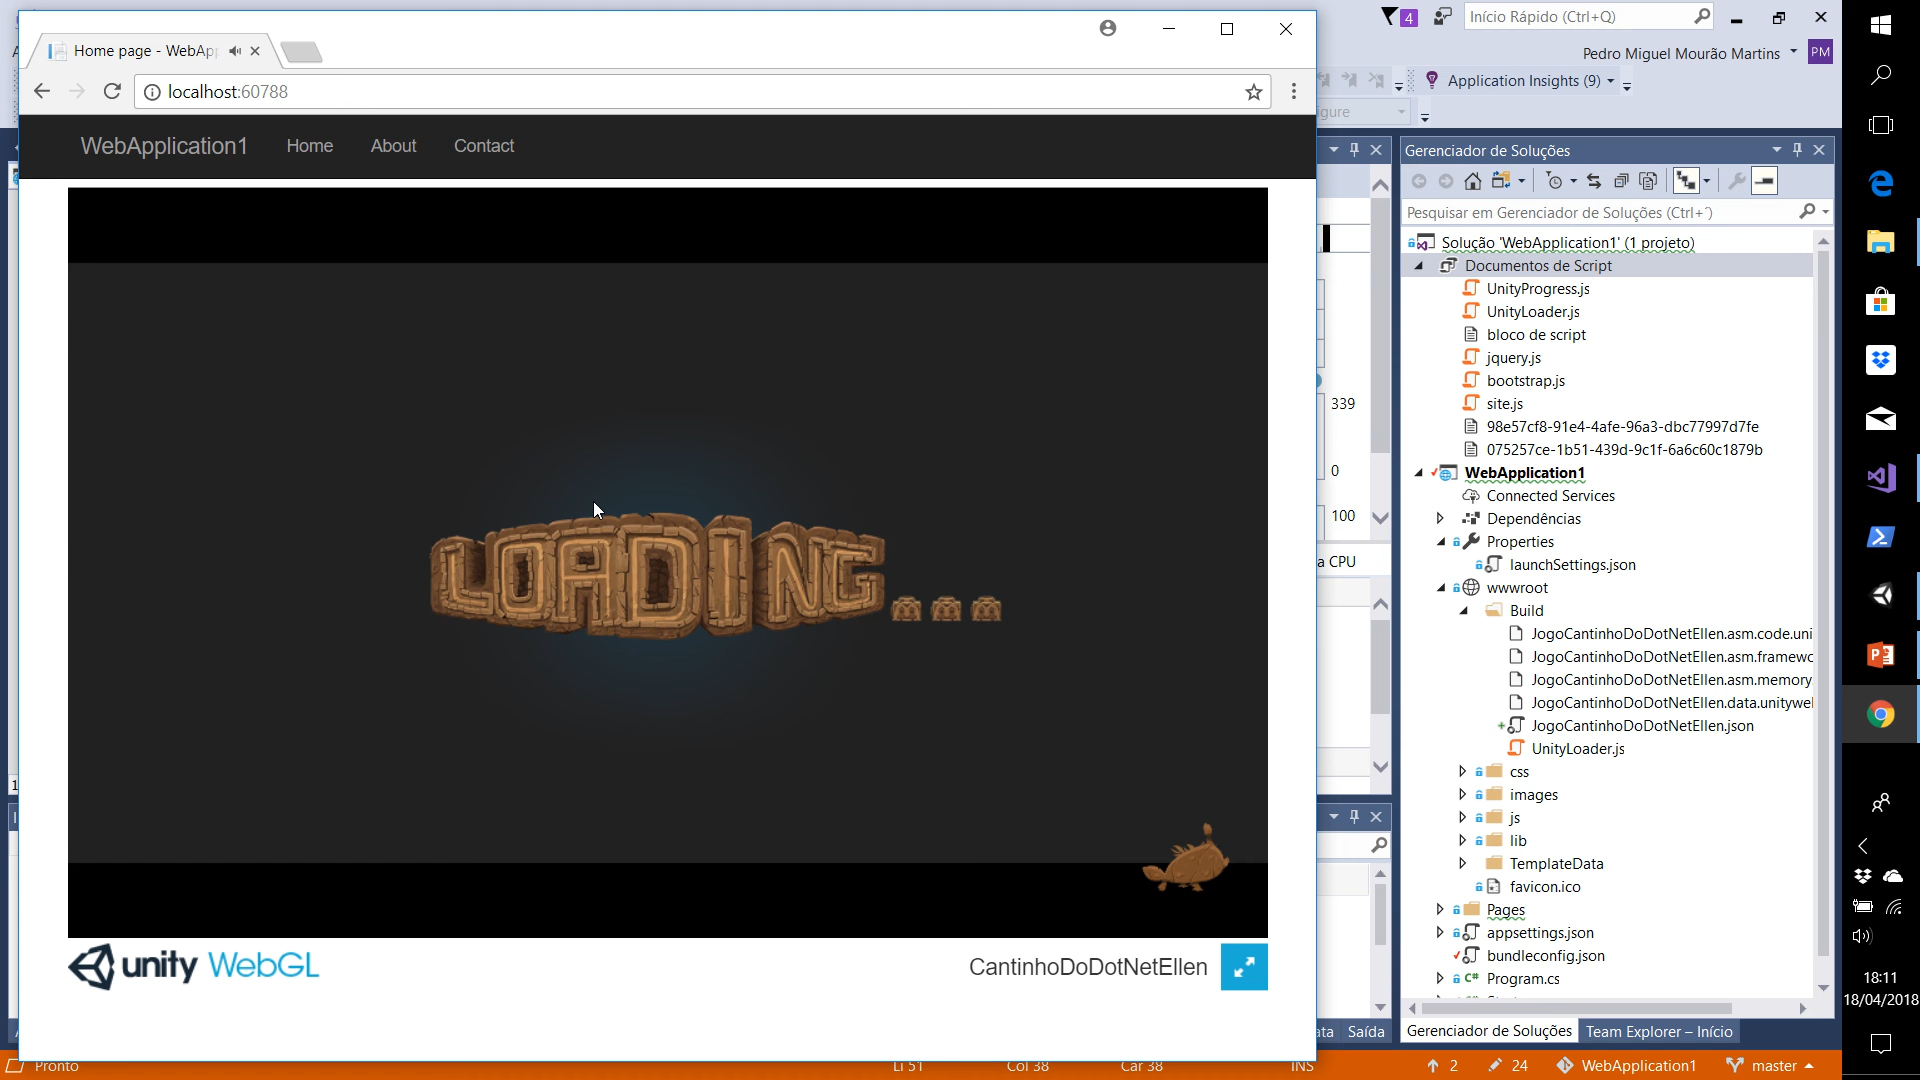 Home page - WebAp
localhost:60788
WebApplication1
Home
About
Contact
LOADING...
unity WebGL
CantinhoDoDotNetEllen
4
Início Rápido (Ctrl+Q)
Pedro Miguel Mourão Martins
PM
Application Insights (9)
339
0
100
a CPU
Saída
Gerenciador de Soluções
Pesquisar em Gerenciador de Soluções (Ctrl+´)
Solução 'WebApplication1' (1 projeto)
Documentos de Script
UnityProgress.js
UnityLoader.js
bloco de script
jquery.js
bootstrap.js
site.js
98e57cf8-91e4-4afe-96a3-dbc77997d7fe
075257ce-1b51-439d-9c1f-6a6c60c1879b
WebApplication1
Connected Services
Dependências
Properties
launchSettings.json
wwwroot
Build
JogoCantinhoDoDotNetEllen.asm.code.uni
JogoCantinhoDoDotNetEllen.asm.framewo
JogoCantinhoDoDotNetEllen.asm.memory.
JogoCantinhoDoDotNetEllen.data.unitywel
JogoCantinhoDoDotNetEllen.json
UnityLoader.js
css
images
js
lib
TemplateData
favicon.ico
Pages
appsettings.json
bundleconfig.json
C# Program.cs
Gerenciador de Soluções
Team Explorer – Início
Pronto
Li 51
Col 38
Car 38
INS
2
24
WebApplication1
master
18:11
18/04/2018